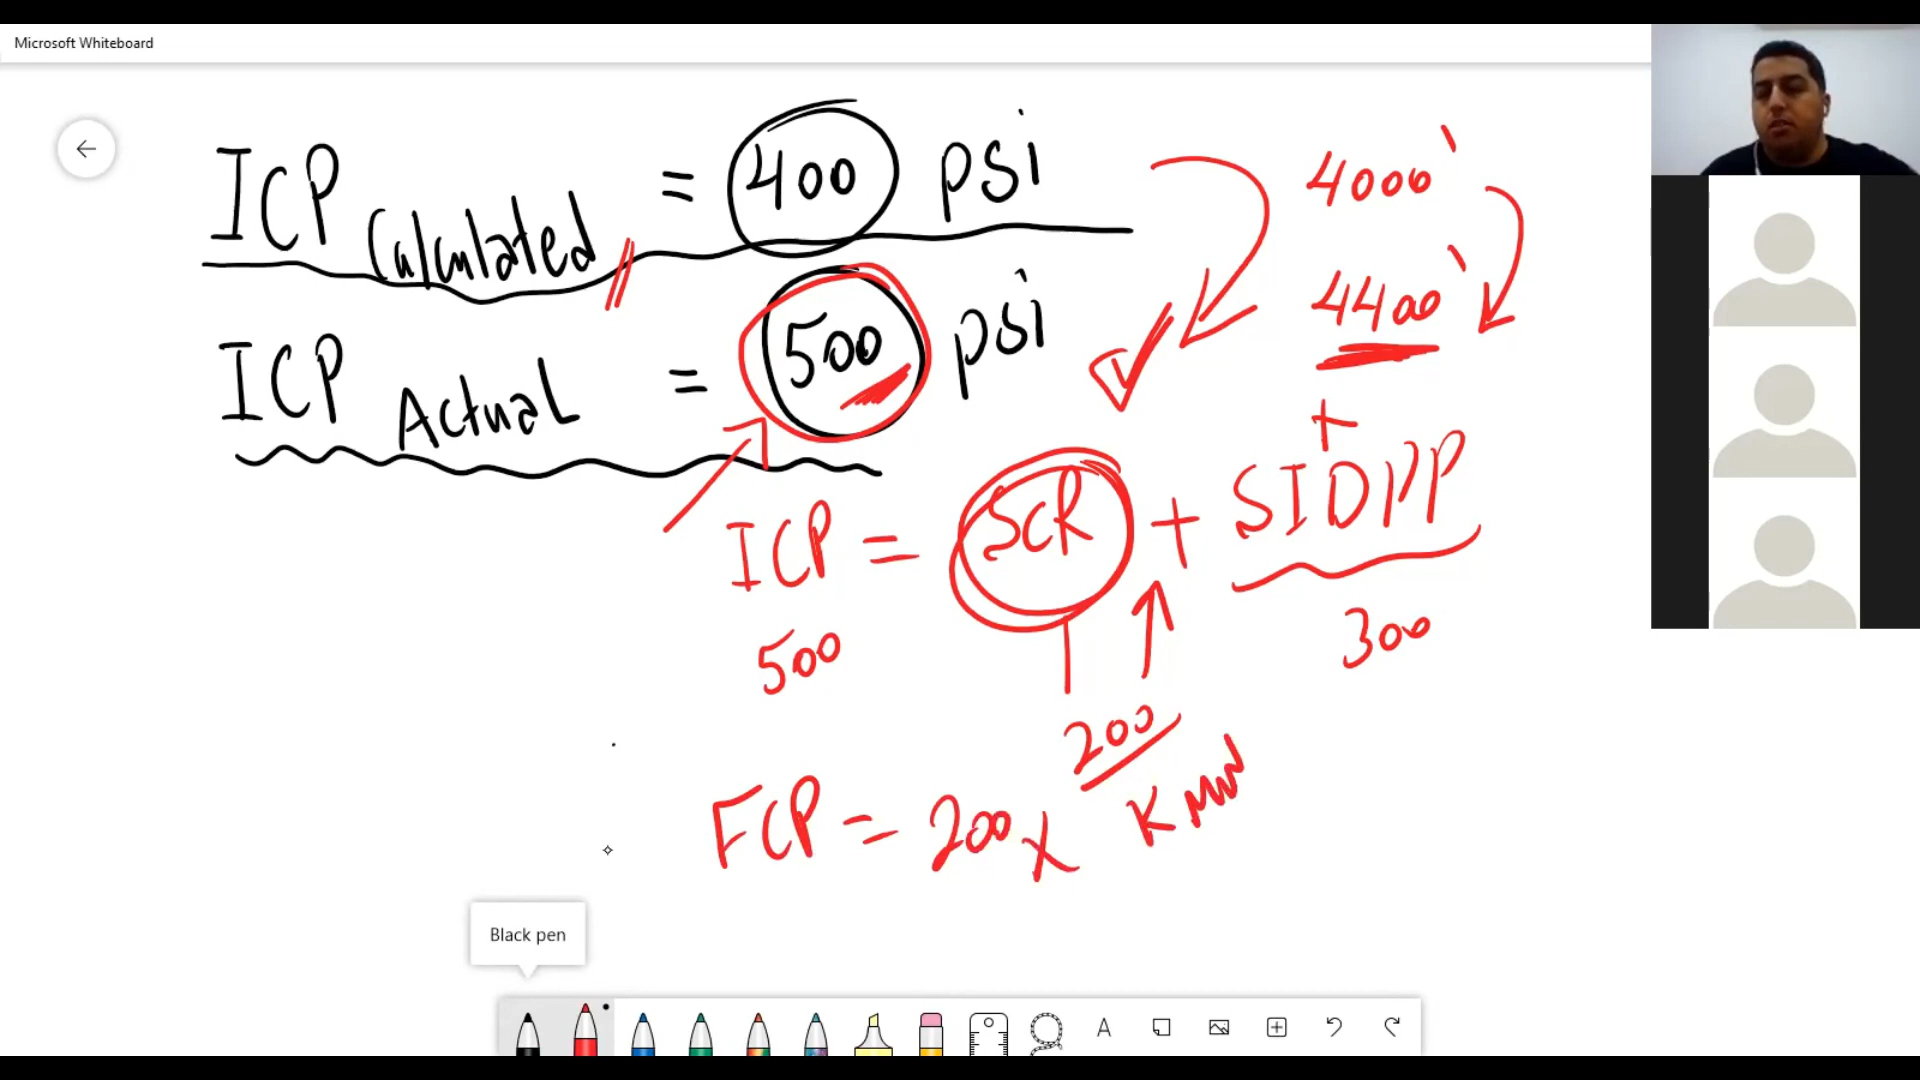 Microsoft Whiteboard
ICP Calculated = 400 psi
4000'
4400'
ICP Actual = 500 psi
+
ICP = SCR + SIDPP
500
300
200
FCP = 200 x
Black pen
A